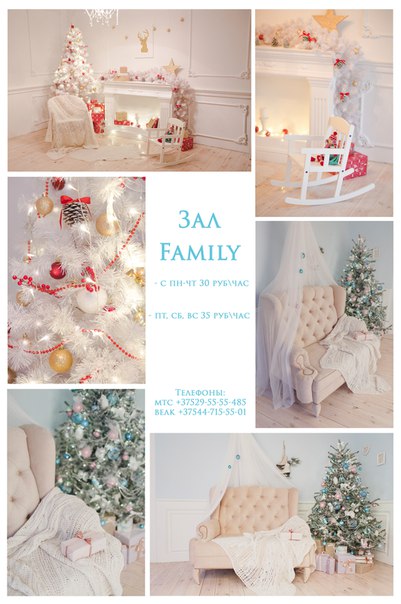 Зал
Family
- с пн-чт 30 руб\час
- пт, сб, вс 35 руб\час
Телефоны:
мтс +37529-55-55-485
велк +37544-715-55-01